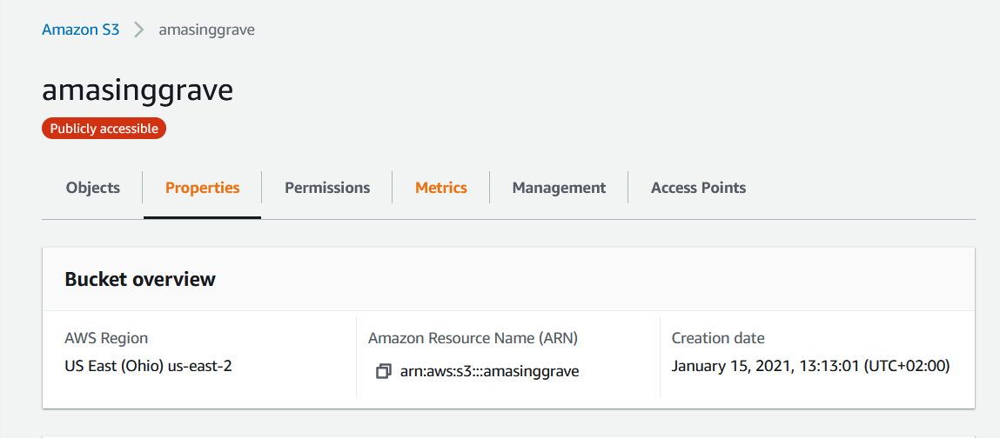 Amazon S3 > amasinggrave
amasinggrave
Publicly accessible
Objects Properties Permissions Metrics Management Access Points
Bucket overview
AWS Region
US East (Ohio) us-east-2
Amazon Resource Name (ARN)
arn:aws:s3:::amasinggrave
Creation date
January 15, 2021, 13:13:01 (UTC+02:00)